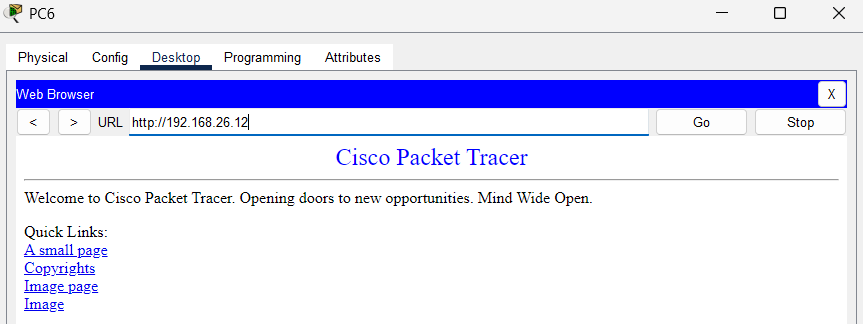 PC6
Physical Config Desktop Programming Attributes
Web Browser X
< > URL http://192.168.26.12 Go Stop
Cisco Packet Tracer
Welcome to Cisco Packet Tracer. Opening doors to new opportunities. Mind Wide Open.
Quick Links:
A small page
Copyrights
Image page
Image